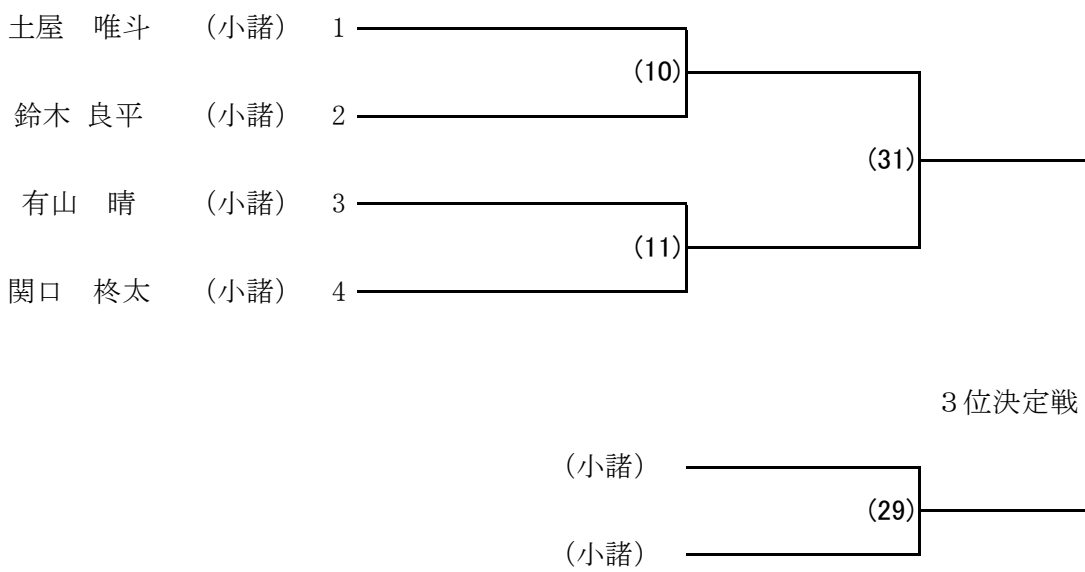 土屋　唯斗　（小諸）　1
(10)
鈴木 良平　（小諸）　2
(31)
有山　晴　（小諸）　3
(11)
関口　柊太　（小諸）　4
３位決定戦
（小諸）
(29)
（小諸）